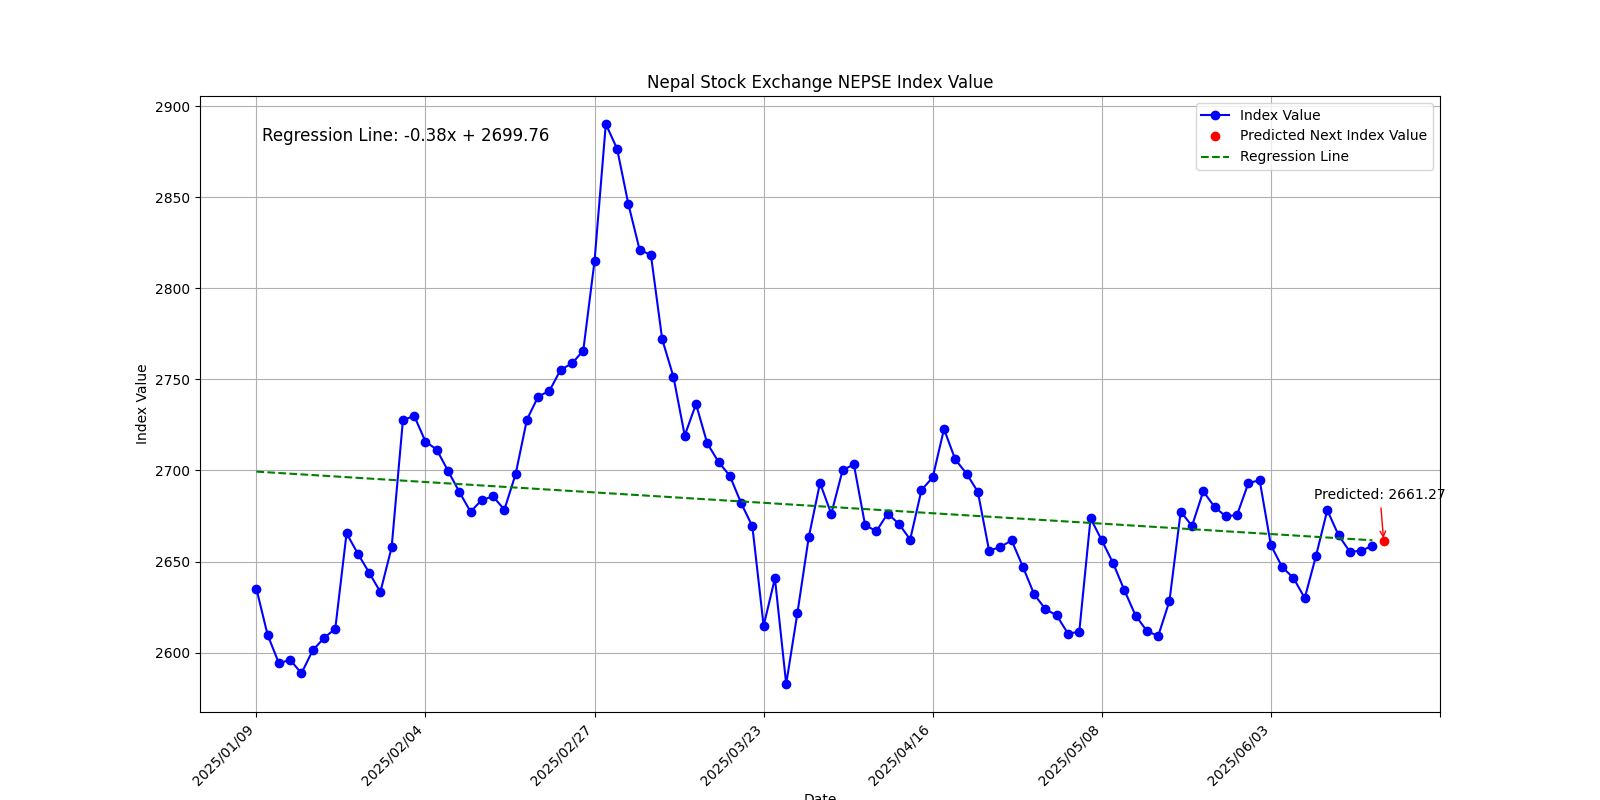 Nepal Stock Exchange NEPSE Index Value
Regression Line: -0.38x + 2699.76
Index Value
Predicted Next Index Value
Regression Line
2900
2850
2800
2750
2700
2650
2600
Index Value
Predicted: 2661.27
2025/01/09
2025/02/04
2025/02/27
2025/03/23
2025/04/16
2025/05/08
2025/06/03
Date